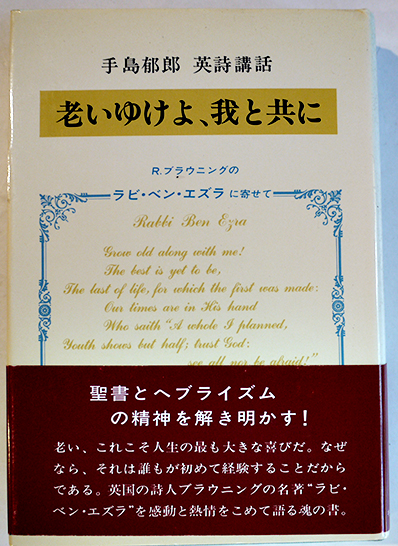 手島郁郎 英詩講話
老いゆけよ、我と共に
R.ブラウニングの
ラビ・ベン・エズラに寄せて
Rabbi Ben Ezra
Grow old along with me!
The best is yet to be,
The last of life, for which the first was made:
Our times are in His hand
Who saith "A whole I planned,
Youth shows but half; trust God:
see all nor be afraid!"
聖書とヘブライズム
の精神を解き明かす!
老い、これこそ人生の最も大きな喜びだ。なぜ
なら、それは誰もが初めて経験することだから
である。英国の詩人ブラウニングの名著"ラビ・
ベン・エズラ"を感動と熱情をこめて語る魂の書。